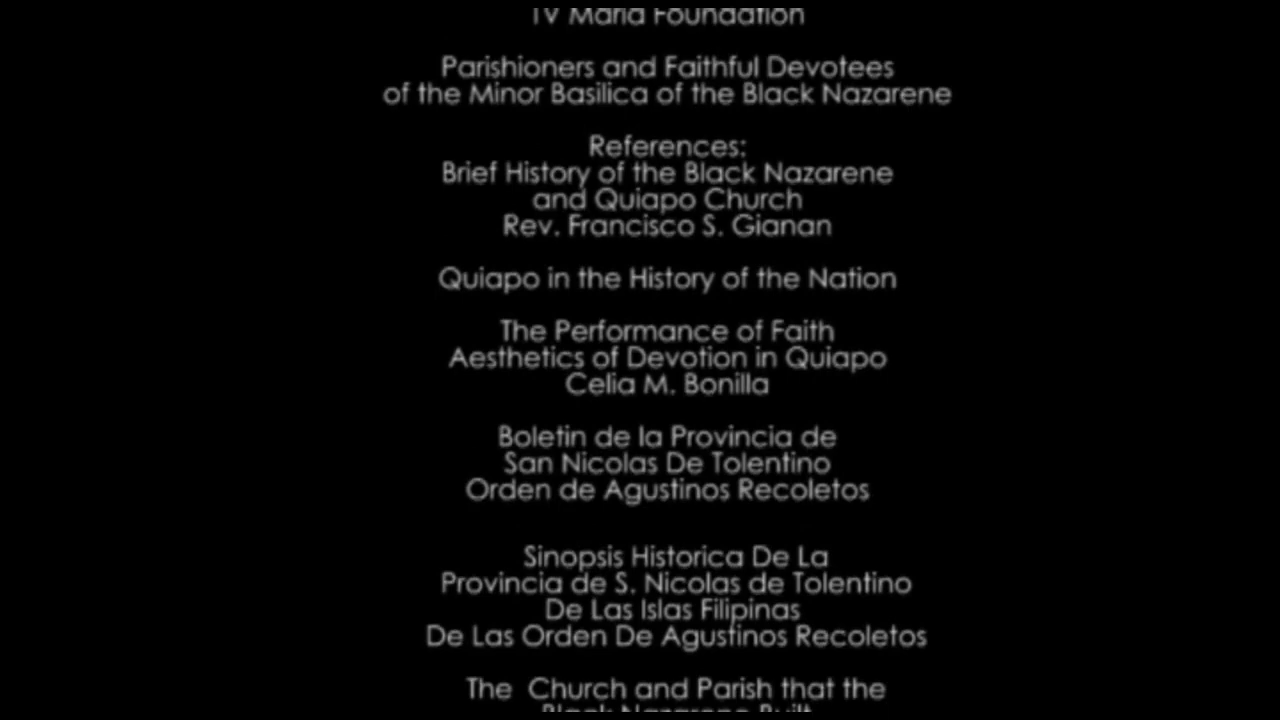 TV Maria Foundation
Parishioners and Faithful Devotees
of the Minor Basilica of the Black Nazarene
References:
Brief History of the Black Nazarene
and Quiapo Church
Rev. Francisco S. Gianan
Quiapo in the History of the Nation
The Performance of Faith
Aesthetics of Devotion in Quiapo
Celia M. Bonilla
Boletin de la Provincia de
San Nicolas De Tolentino
Orden de Agustinos Recoletos
Sinopsis Historica De La
Provincia de S. Nicolas de Tolentino
De Las Islas Filipinas
De Las Orden De Agustinos Recoletos
The Church and Parish that the
Black Nazarene Built